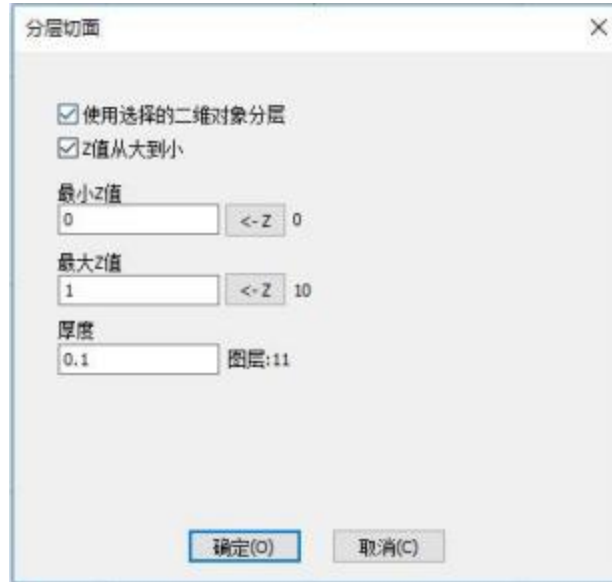 分层切面
使用选择的二维对象分层
Z值从大到小
最小Z值
0 <-Z 0
最大Z值
1 <-Z 10
厚度
0.1 图层:11
确定(O) 取消(C)